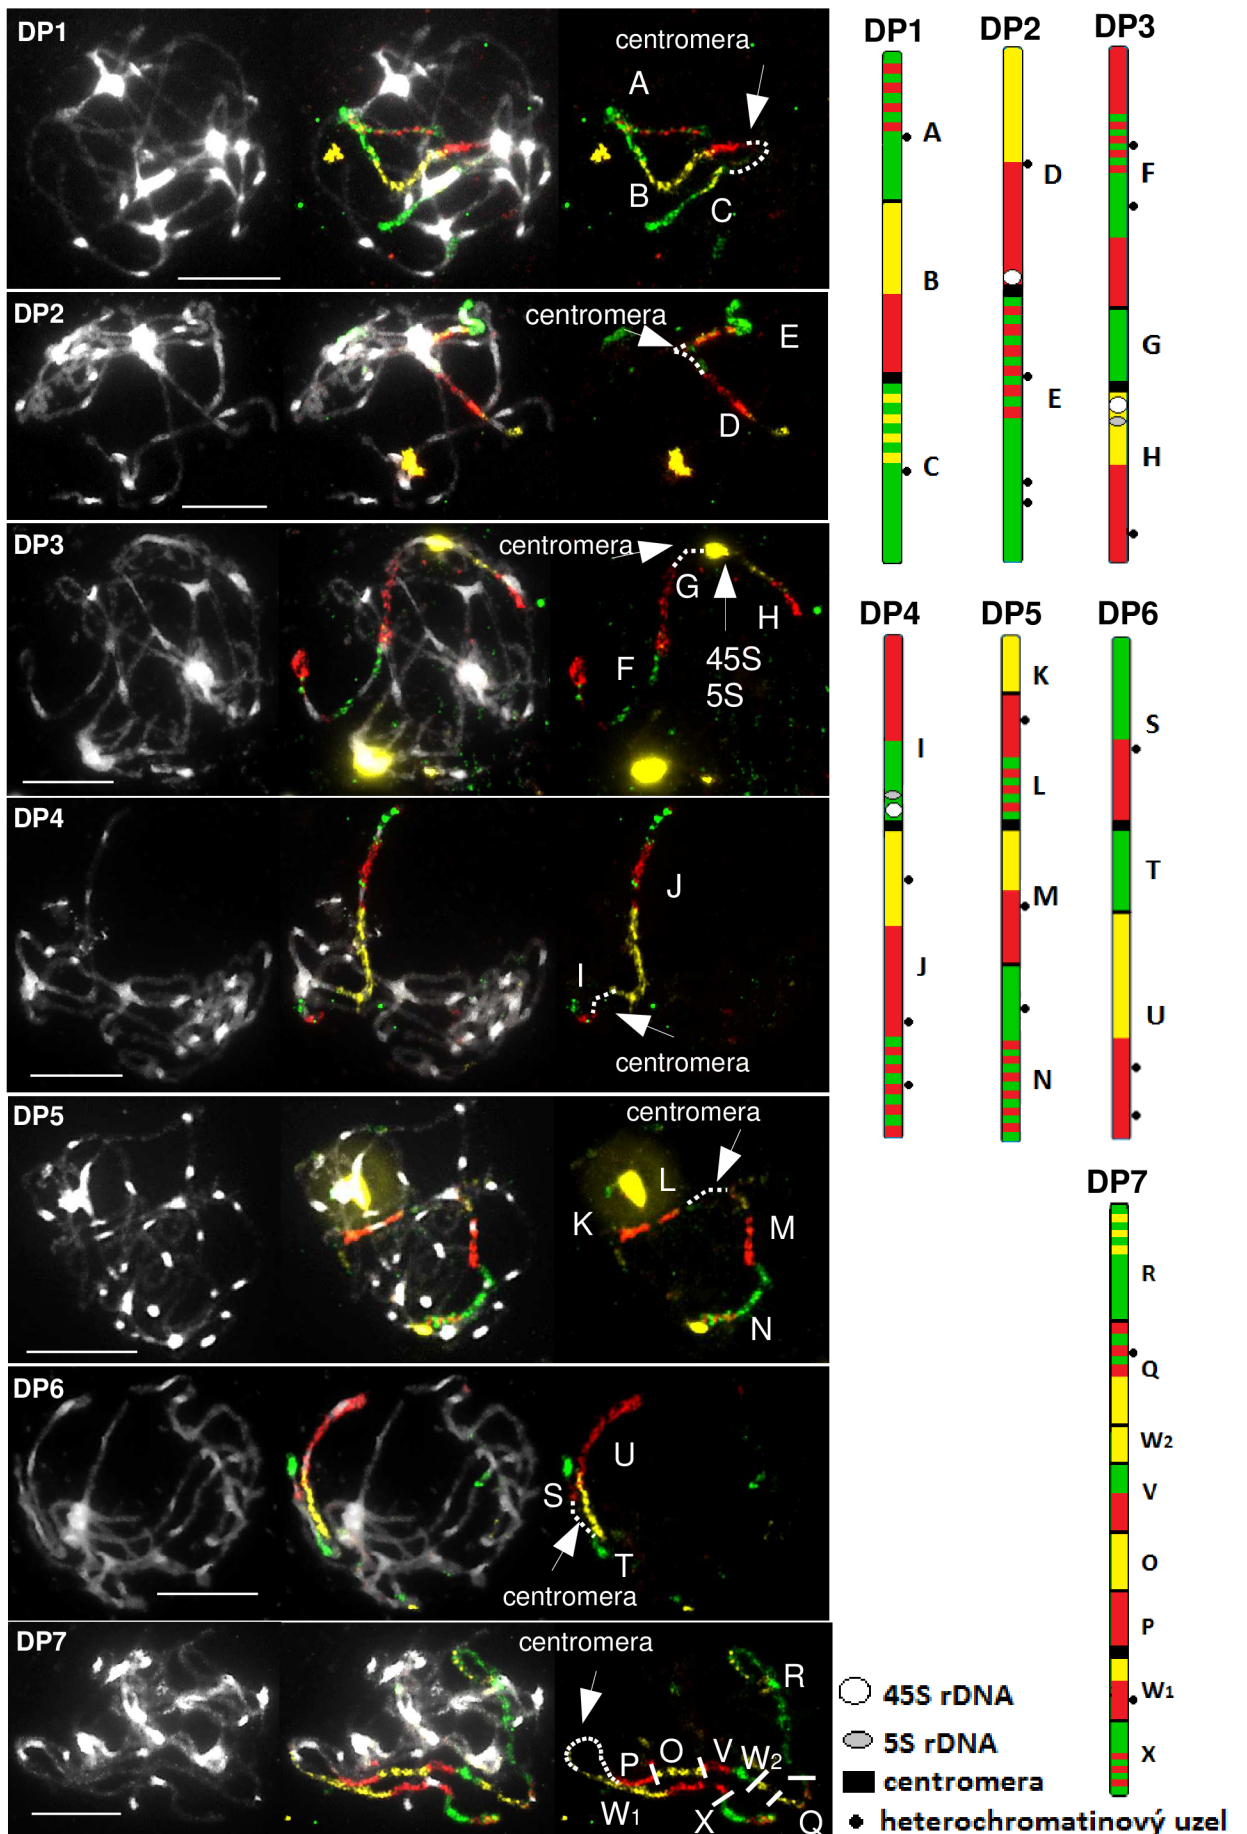 DP1
centromera
A
B
C
DP2
centromera
E
D
DP3
centromera
G
H
F
45S
5S
DP4
J
I
centromera
DP5
centromera
L
K
M
N
DP6
U
S
T
centromera
DP7
centromera
R
P
O
V
W2
W1
X
Q
DP1
A
B
C
DP2
D
E
DP3
F
G
H
DP4
I
J
DP5
K
L
M
N
DP6
S
T
U
DP7
R
Q
W2
V
O
P
W1
X
45S rDNA
5S rDNA
centromera
heterochromatinový uzel